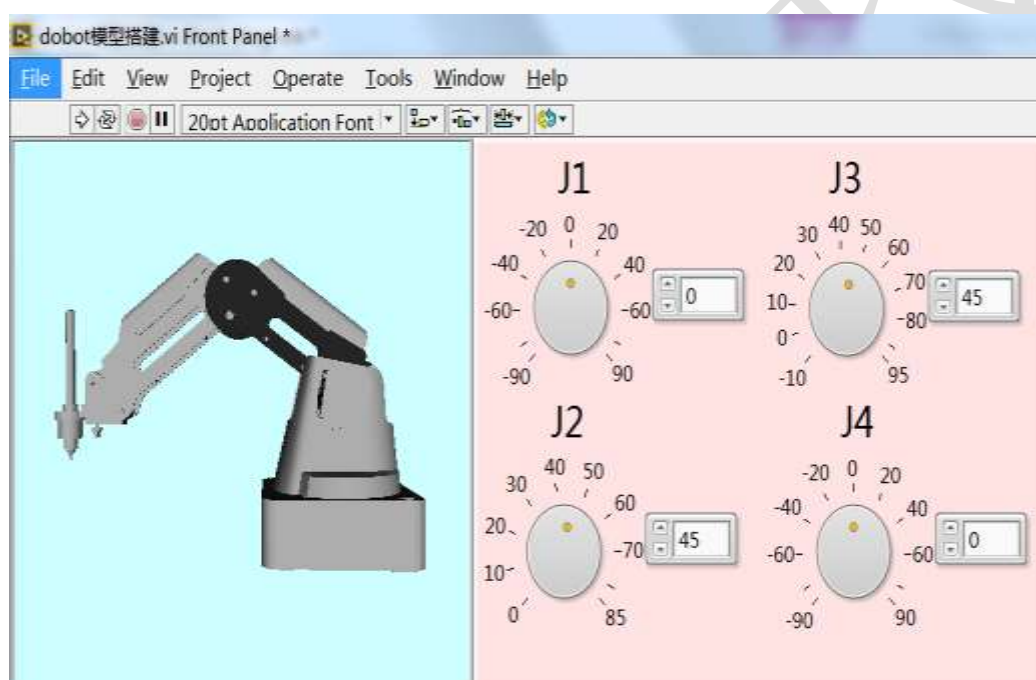 dobot模型搭建.vi Front Panel *
File Edit View Project Operate Tools Window Help
20pt Application Font
J1
-20 0 20
-40 40
-60 -60
0
-90 90
J3
30 40 50
20 60
10 70
45
0 -80
-10 95
J2
40 50
30 60
20
10 -70
45
0 85
J4
-20 0 20
-40 40
-60 -60
0
-90 90